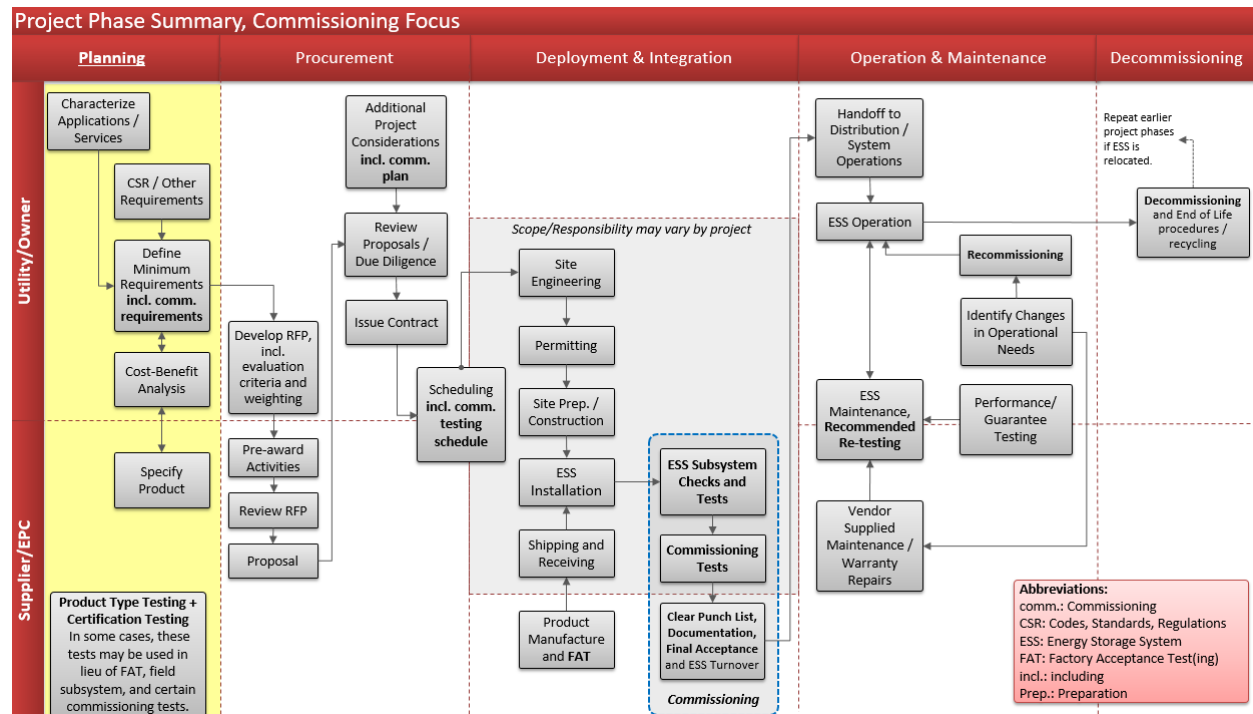 Project Phase Summary, Commissioning Focus
Planning
Procurement
Deployment & Integration
Operation & Maintenance
Decommissioning
Utility/Owner
Supplier/EPC
Characterize
Applications /
Services
CSR / Other
Requirements
Define
Minimum
Requirements
incl. comm.
requirements
Cost-Benefit
Analysis
Specify
Product
Product Type Testing +
Certification Testing
In some cases, these
tests may be used in
lieu of FAT, field
subsystem, and certain
commissioning tests.
Develop RFP,
incl.
evaluation
criteria and
weighting
Pre-award
Activities
Review RFP
Proposal
Additional
Project
Considerations
incl. comm.
plan
Review
Proposals /
Due Diligence
Issue Contract
Scheduling
incl. comm.
testing
schedule
Scope/Responsibility may vary by project
Site
Engineering
Permitting
Site Prep. /
Construction
ESS
Installation
Shipping and
Receiving
Product
Manufacture
and FAT
ESS Subsystem
Checks and
Tests
Commissioning
Tests
Clear Punch List,
Documentation,
Final Acceptance
and ESS Turnover
Commissioning
Handoff to
Distribution /
System
Operations
ESS Operation
Recommissioning
Identify Changes
in Operational
Needs
ESS
Maintenance,
Recommended
Re-testing
Performance/
Guarantee
Testing
Vendor
Supplied
Maintenance /
Warranty
Repairs
Repeat earlier
project phases
if ESS is
relocated.
Decommissioning
and End of Life
procedures /
recycling
Abbreviations:
comm.: Commissioning
CSR: Codes, Standards, Regulations
ESS: Energy Storage System
FAT: Factory Acceptance Test(ing)
incl.: including
Prep.: Preparation